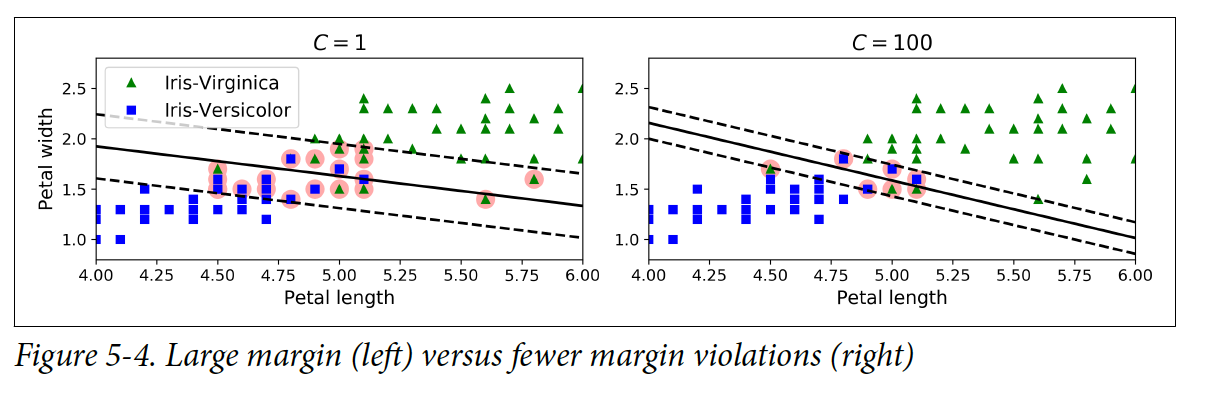 C = 1
Iris-Virginica
Iris-Versicolor
Petal width
2.5
2.0
1.5
1.0
4.00 4.25 4.50 4.75 5.00 5.25 5.50 5.75 6.00
Petal length
C = 100
2.5
2.0
1.5
1.0
4.00 4.25 4.50 4.75 5.00 5.25 5.50 5.75 6.00
Petal length
Figure 5-4. Large margin (left) versus fewer margin violations (right)